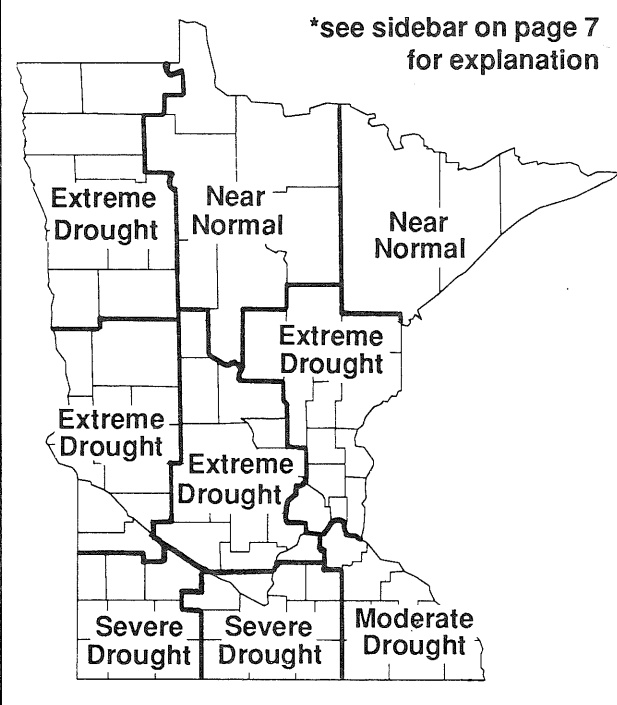 *see sidebar on page 7
for explanation
Extreme
Drought
Near
Normal
Near
Normal
Extreme
Drought
Extreme
Drought
Extreme
Drought
Severe
Drought
Severe
Drought
Moderate
Drought